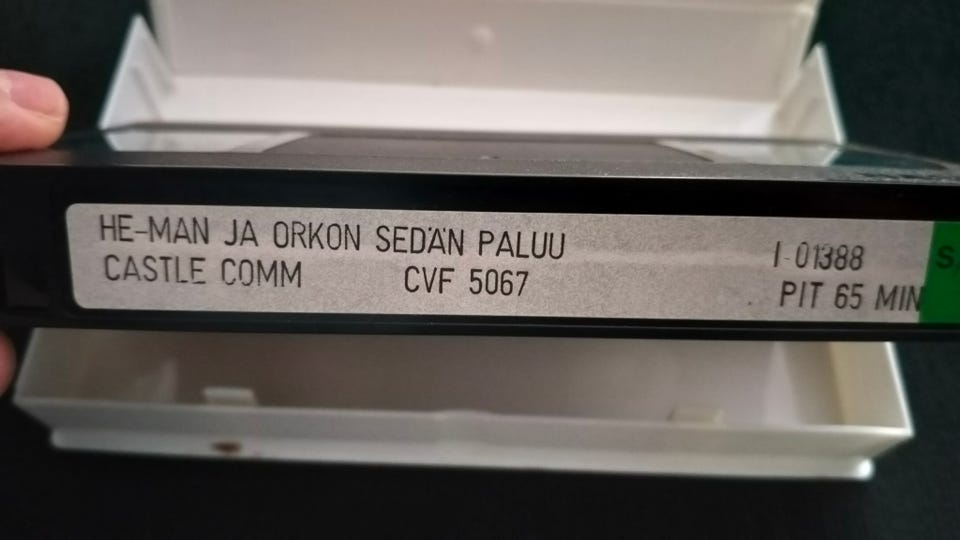 HE-MAN JA ORKON SEDÄN PALUU I-01388
CASTLE COMM CVF 5067 PIT 65 MIN